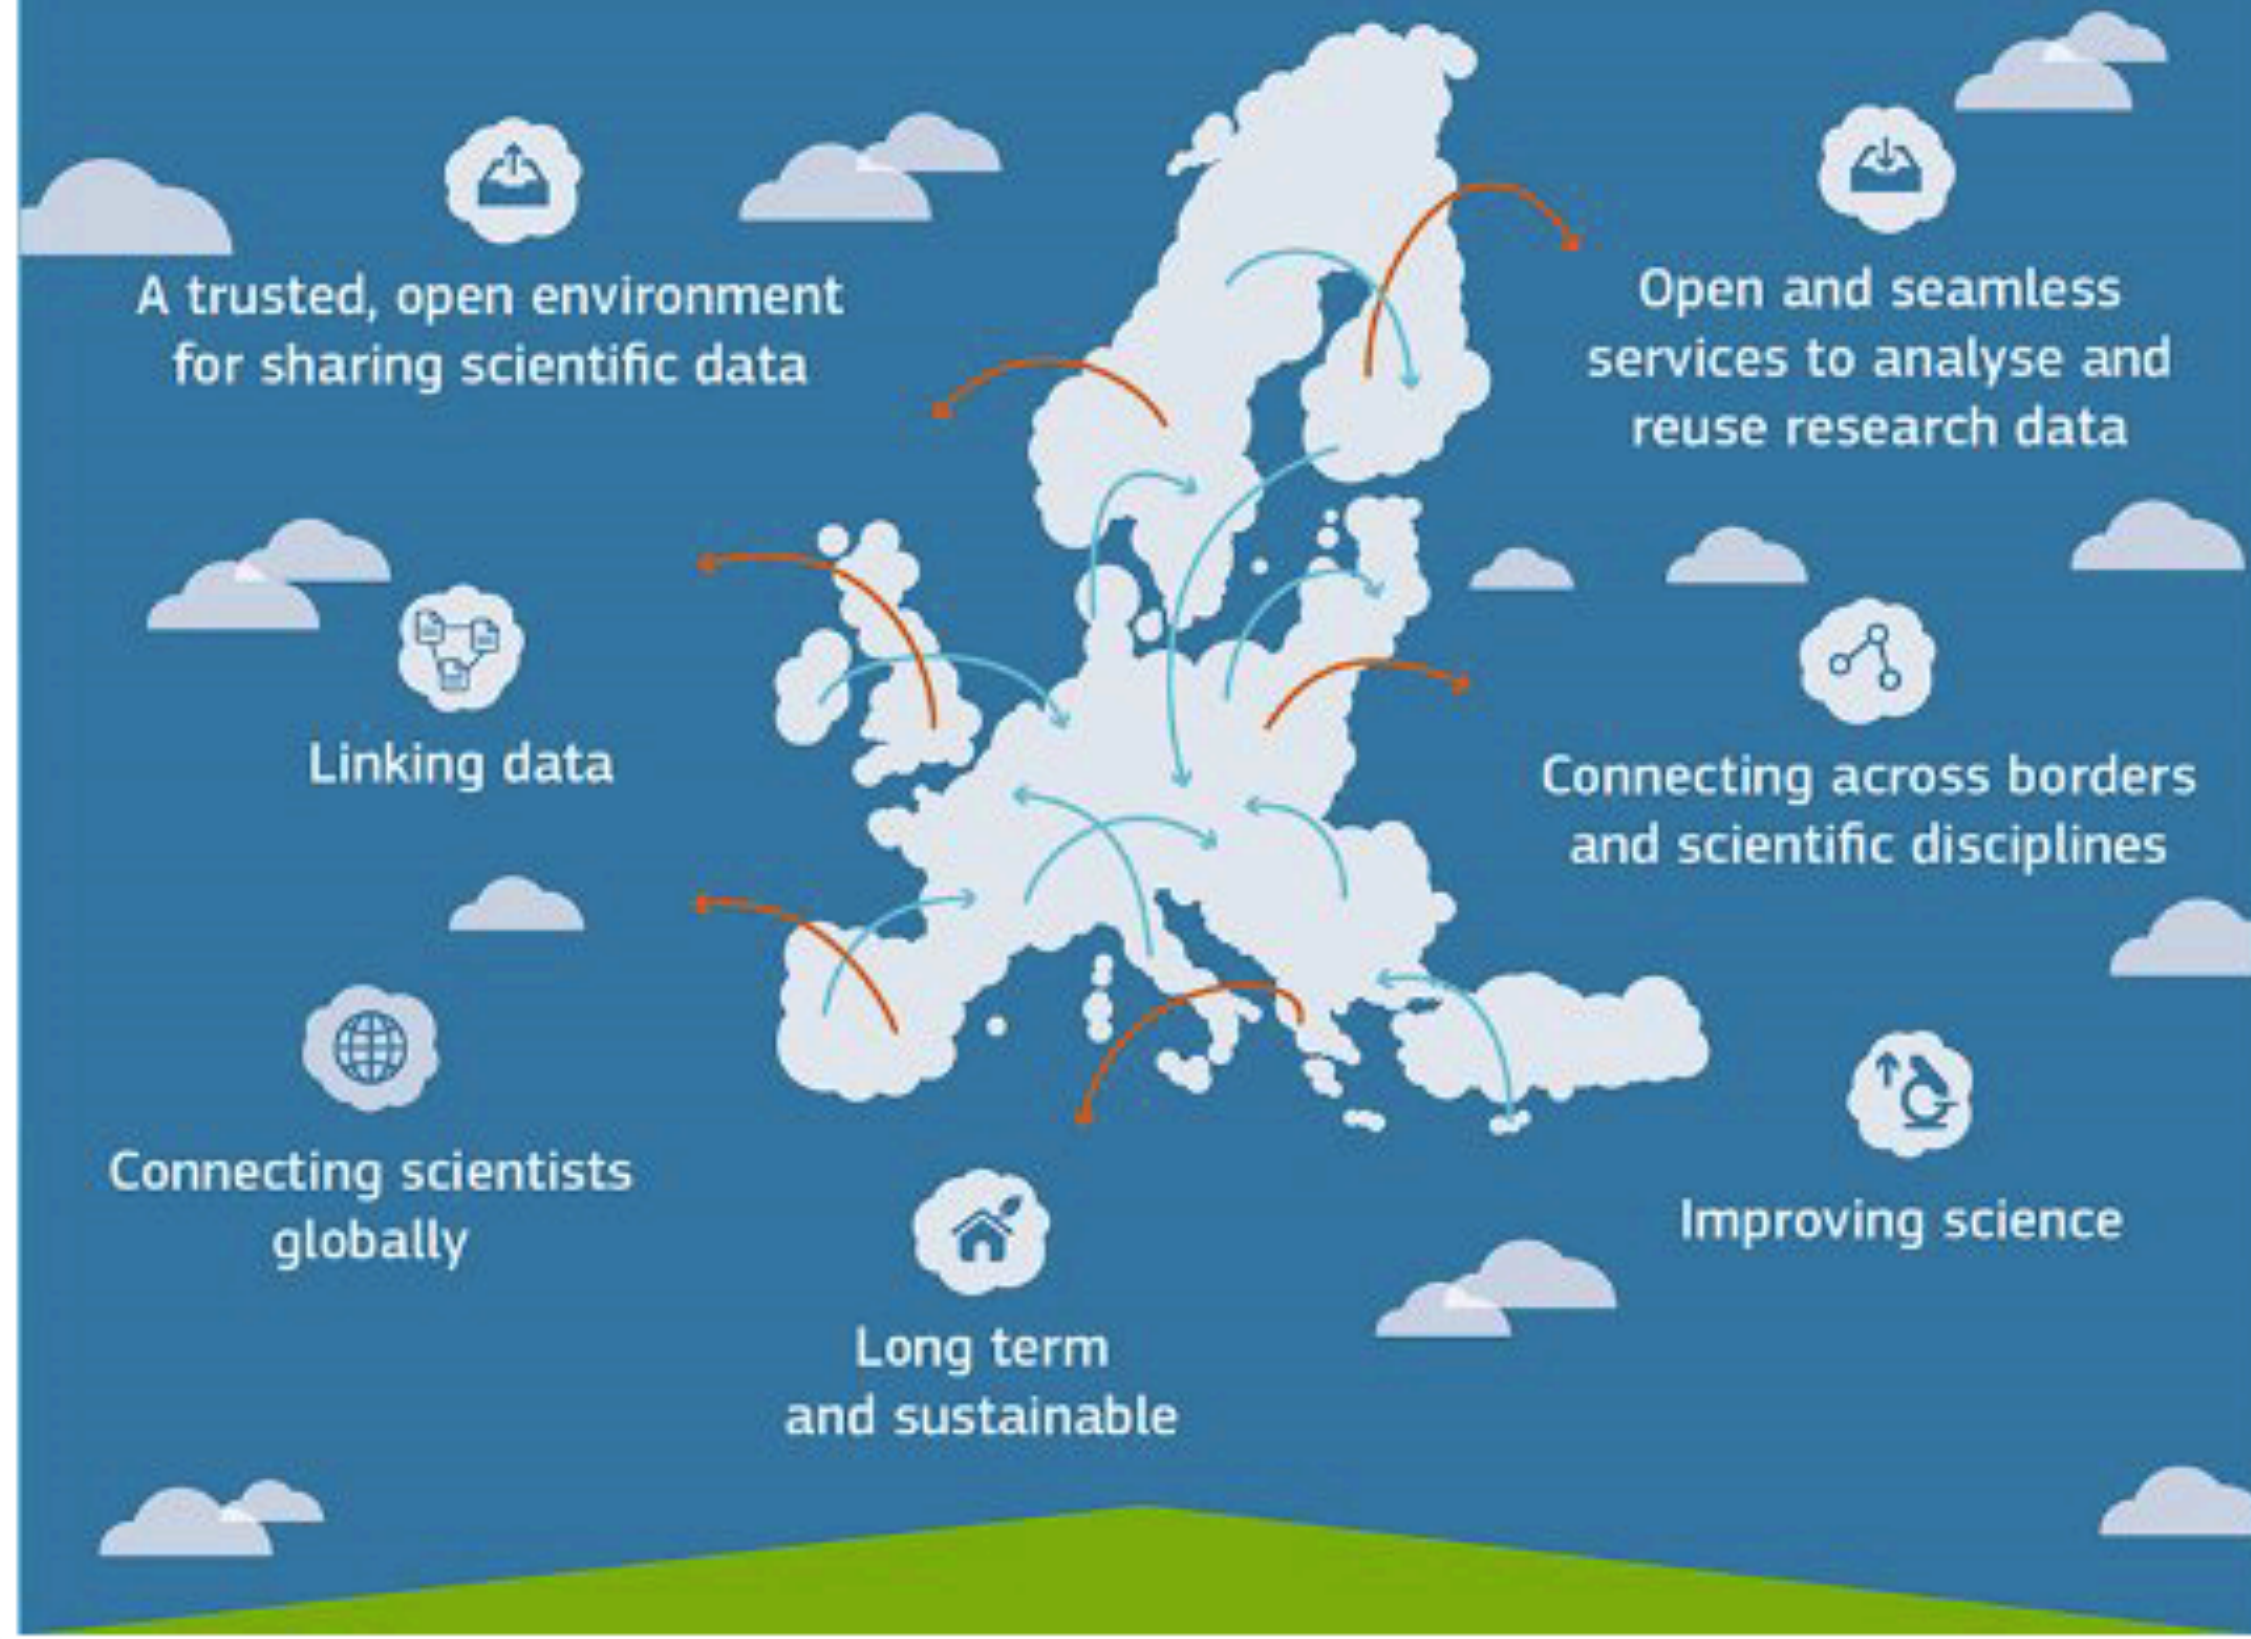 A trusted, open environment
for sharing scientific data
Open and seamless
services to analyse and
reuse research data
Linking data
Connecting across borders
and scientific disciplines
Connecting scientists
globally
Improving science
Long term
and sustainable